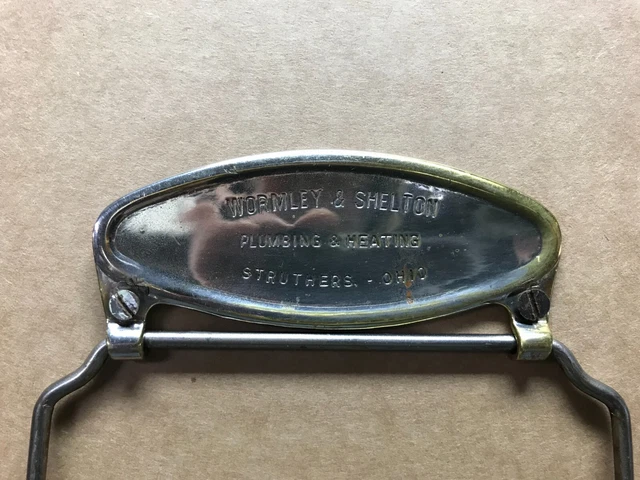 WORMLEY & SHELTON
PLUMBING & HEATING
STRUTHERS. - OHIO